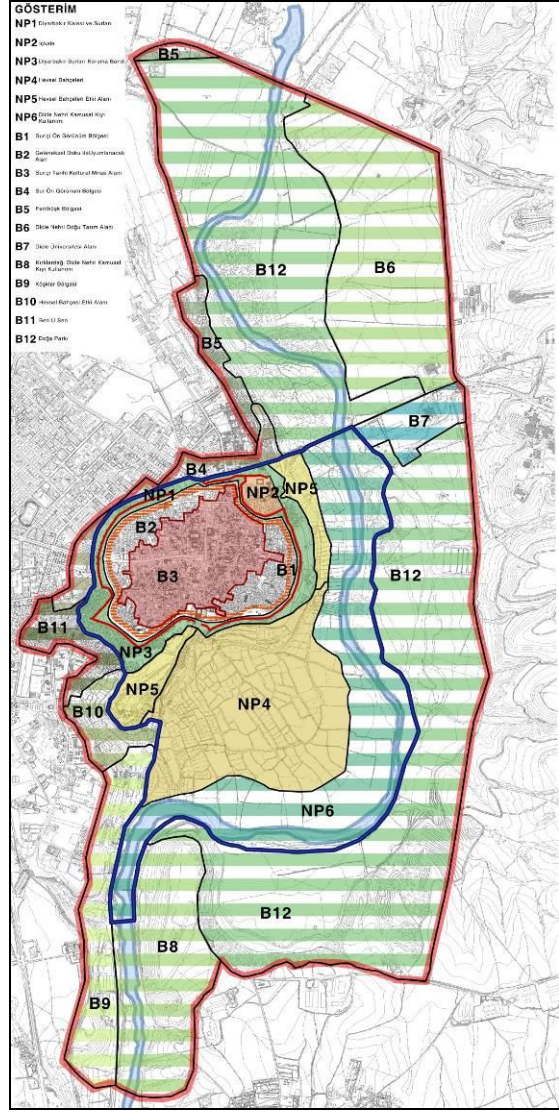 GÖSTERİM
NP1 Diyarbakır Kalesi ve Surları
NP2 İçkale
NP3 Diyarbakır Surları Koruma Bandı
NP4 Hevsel Bahçeleri
NP5 Hevsel Bahçeleri Etki Alanı
NP6 Dicle Nehri Kamusal Kıyı
Kullanım
B1 Suriçi Ön Görünüm Bölgesi
B2 Geleneksel Doku ile Uyumlanacak
Alan
B3 Suriçi Tarihi Kültürel Miras Alanı
B4 Sur Ön Görünüm Bölgesi
B5 Feritköşk Bölgesi
B6 Dicle Nehri Doğu Tarım Alanı
B7 Dicle Üniversitesi Alanı
B8 Kırklardağı Dicle Nehri Kamusal
Kıyı Kullanımı
B9 Köşkler Bölgesi
B10 Hevsel Bahçesi Etki Alanı
B11 Ben U Sen
B12 Doğa Parkı
B5
B12
B6
B5
B7
B4
NP1
NP2
NP5
B2
B3
B1
B12
B11
NP3
NP5
B10
NP4
NP6
B12
B8
B9